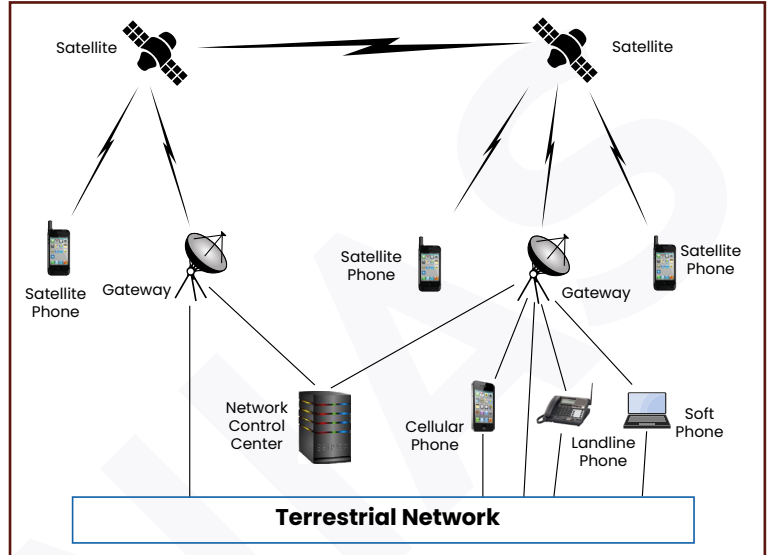 Satellite
Satellite
Satellite
Phone
Gateway
Satellite
Phone
Gateway
Satellite
Phone
Network
Control
Center
Cellular
Phone
Landline
Phone
Soft
Phone
Terrestrial Network